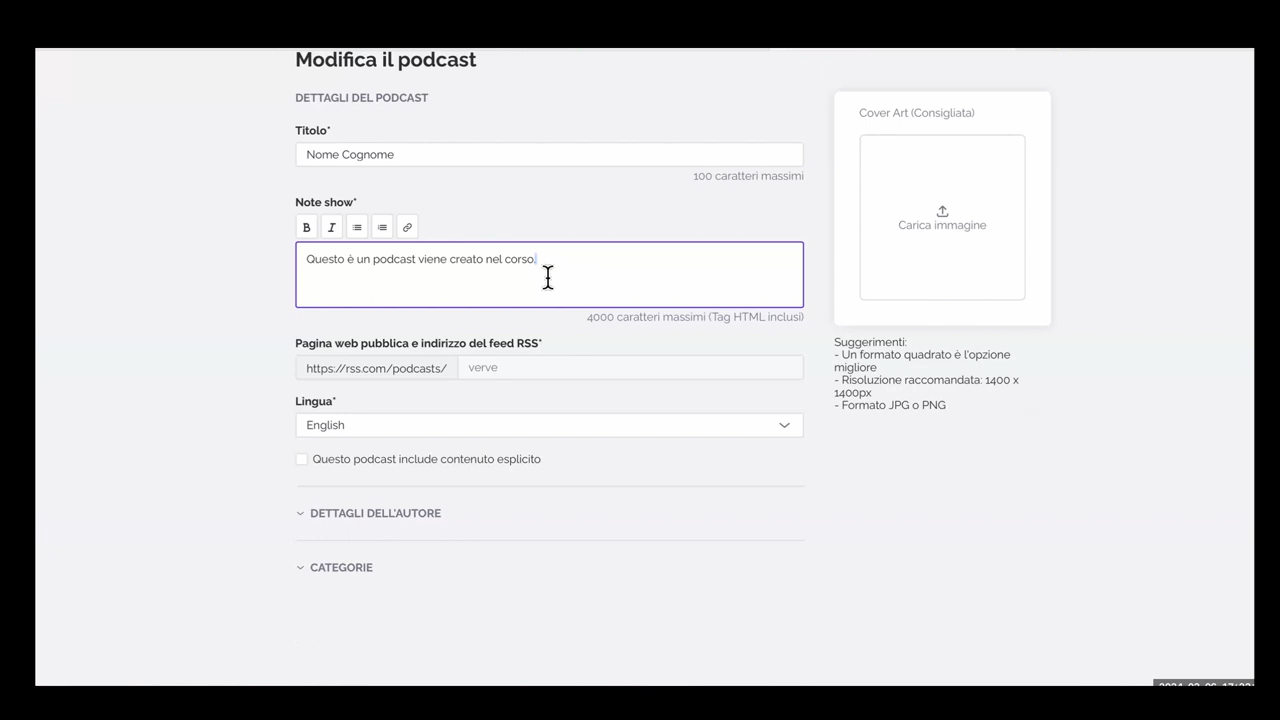 Modifica il podcast
DETTAGLI DEL PODCAST
Titolo*
Nome Cognome
100 caratteri massimi
Note show*
B I
Questo è un podcast viene creato nel corso.
4000 caratteri massimi (Tag HTML inclusi)
Pagina web pubblica e indirizzo del feed RSS*
https://rss.com/podcasts/ verve
Lingua*
English
Questo podcast include contenuto esplicito
DETTAGLI DELL'AUTORE
CATEGORIE
Cover Art (Consigliata)
Carica immagine
Suggerimenti:
- Un formato quadrato è l'opzione
migliore
- Risoluzione raccomandata: 1400 x
1400px
- Formato JPG o PNG